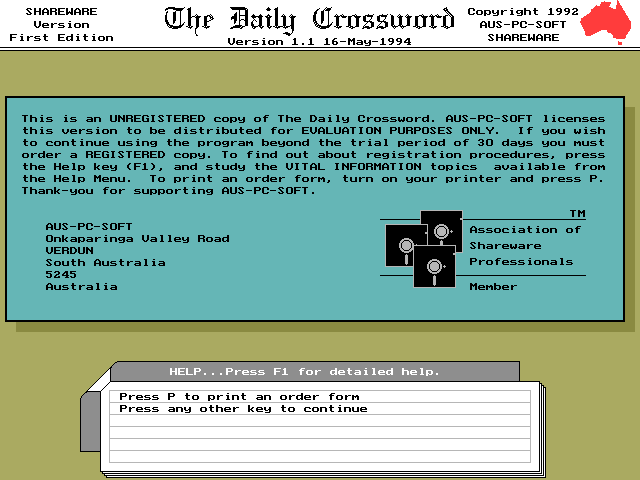 SHAREWARE
Version
First Edition
The Daily Crossword
Version 1.1 16-May-1994
Copyright 1992
AUS-PC-SOFT
SHAREWARE
This is an UNREGISTERED copy of The Daily Crossword. AUS-PC-SOFT licenses
this version to be distributed for EVALUATION PURPOSES ONLY.  If you wish
to continue using the program beyond the trial period of 30 days you must
order a REGISTERED copy. To find out about registration procedures, press
the Help key (F1), and study the VITAL INFORMATION topics  available from
the Help Menu.  To print an order form, turn on your printer and press P.
Thank-you for supporting AUS-PC-SOFT.
AUS-PC-SOFT
Onkaparinga Valley Road
VERDUN
South Australia
5245
Australia
TM
Association of
Shareware
Professionals
Member
HELP...Press F1 for detailed help.
Press P to print an order form
Press any other key to continue